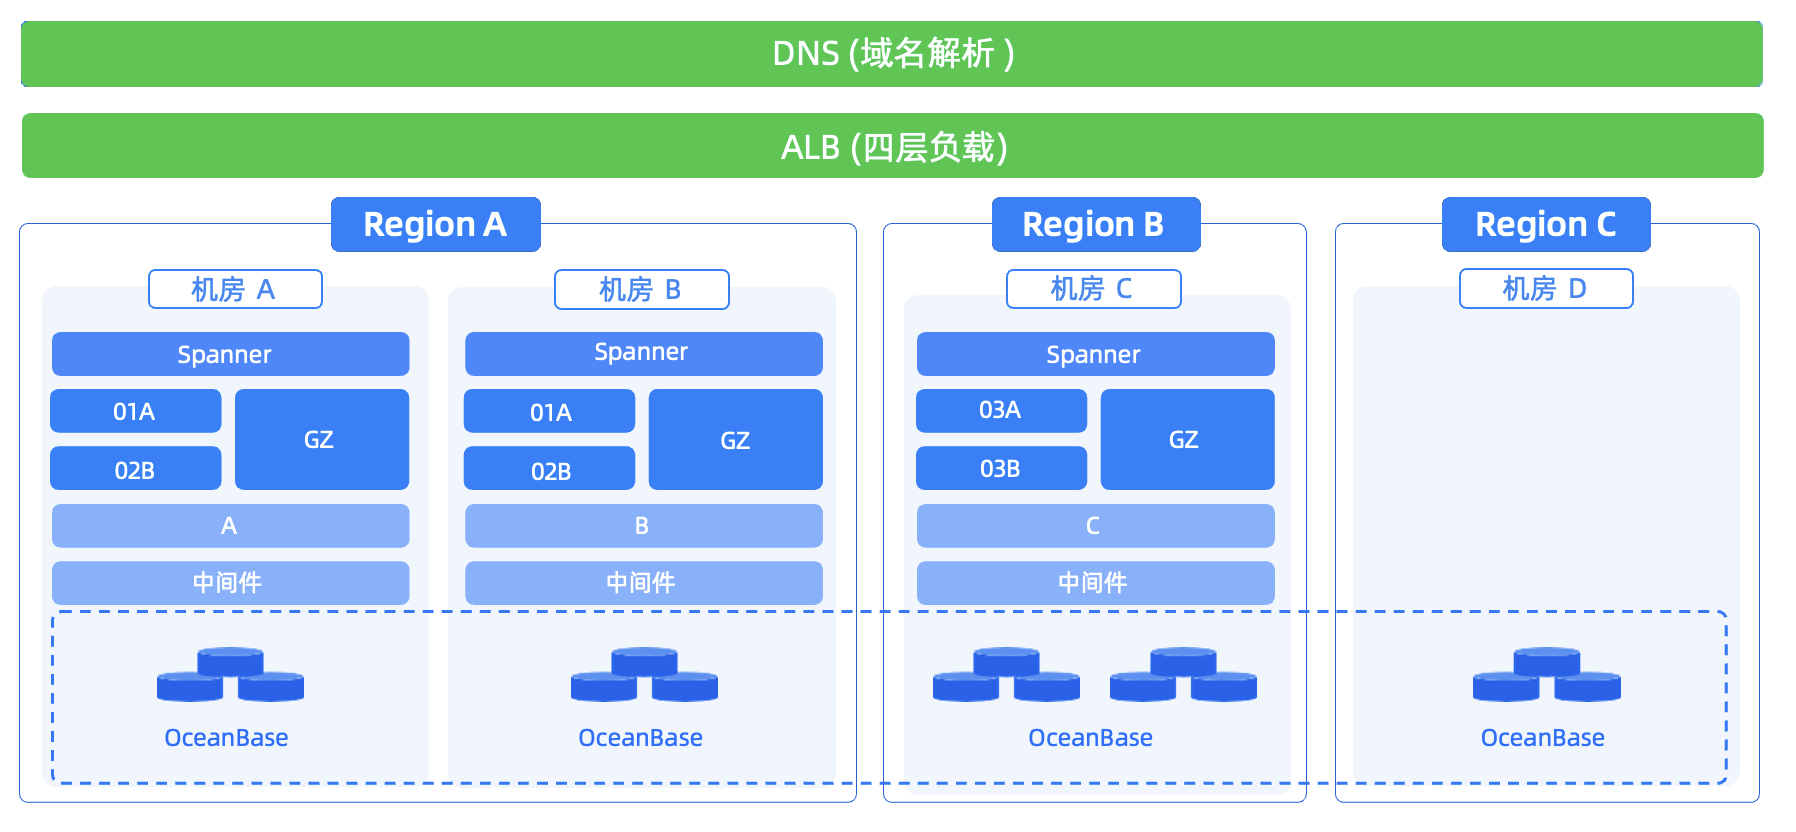 DNS (域名解析 )
ALB (四层负载)
Region A
机房 A
Spanner
01A
02B
GZ
A
中间件
OceanBase
机房 B
Spanner
01A
02B
GZ
B
中间件
OceanBase
Region B
机房 C
Spanner
03A
03B
GZ
C
中间件
OceanBase
Region C
机房 D
OceanBase